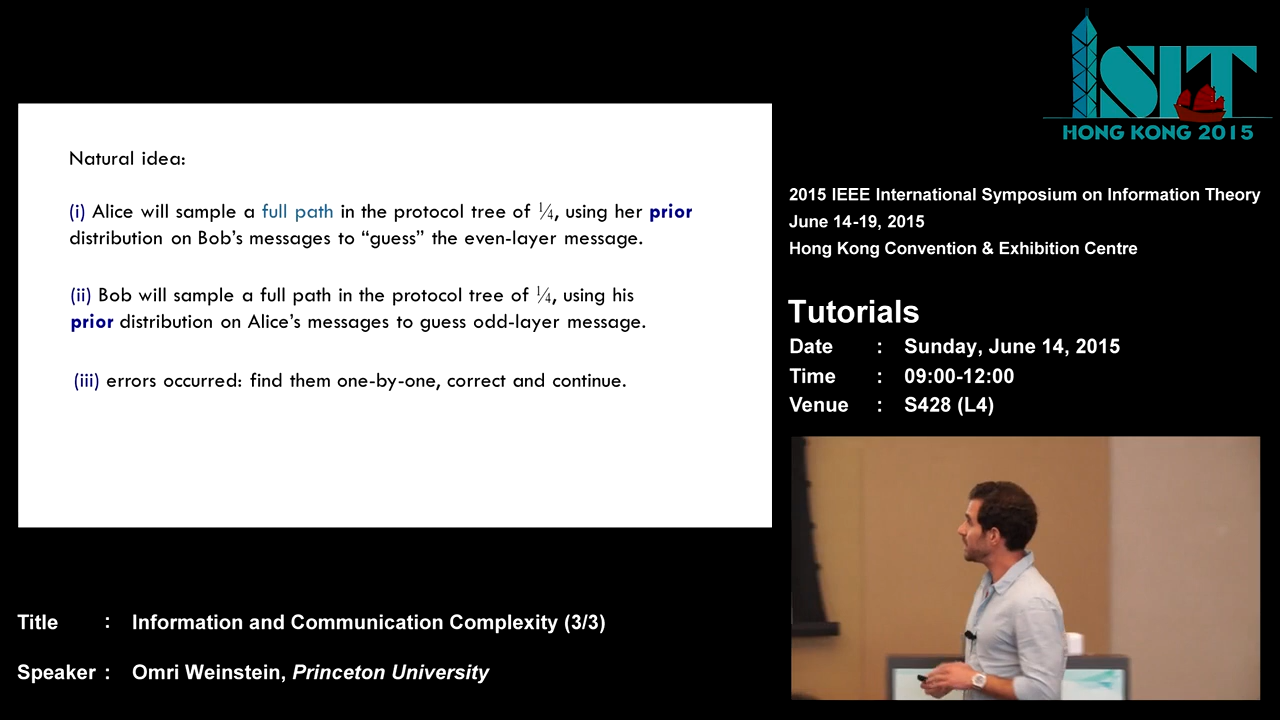 Natural idea:
(i) Alice will sample a full path in the protocol tree of ¼, using her prior
distribution on Bob's messages to “guess” the even-layer message.
(ii) Bob will sample a full path in the protocol tree of ¼, using his
prior distribution on Alice's messages to guess odd-layer message.
(iii) errors occurred: find them one-by-one, correct and continue.
ISIT
HONG KONG 2015
2015 IEEE International Symposium on Information Theory
June 14-19, 2015
Hong Kong Convention & Exhibition Centre
Tutorials
Date : Sunday, June 14, 2015
Time : 09:00-12:00
Venue : S428 (L4)
Title : Information and Communication Complexity (3/3)
Speaker : Omri Weinstein, Princeton University